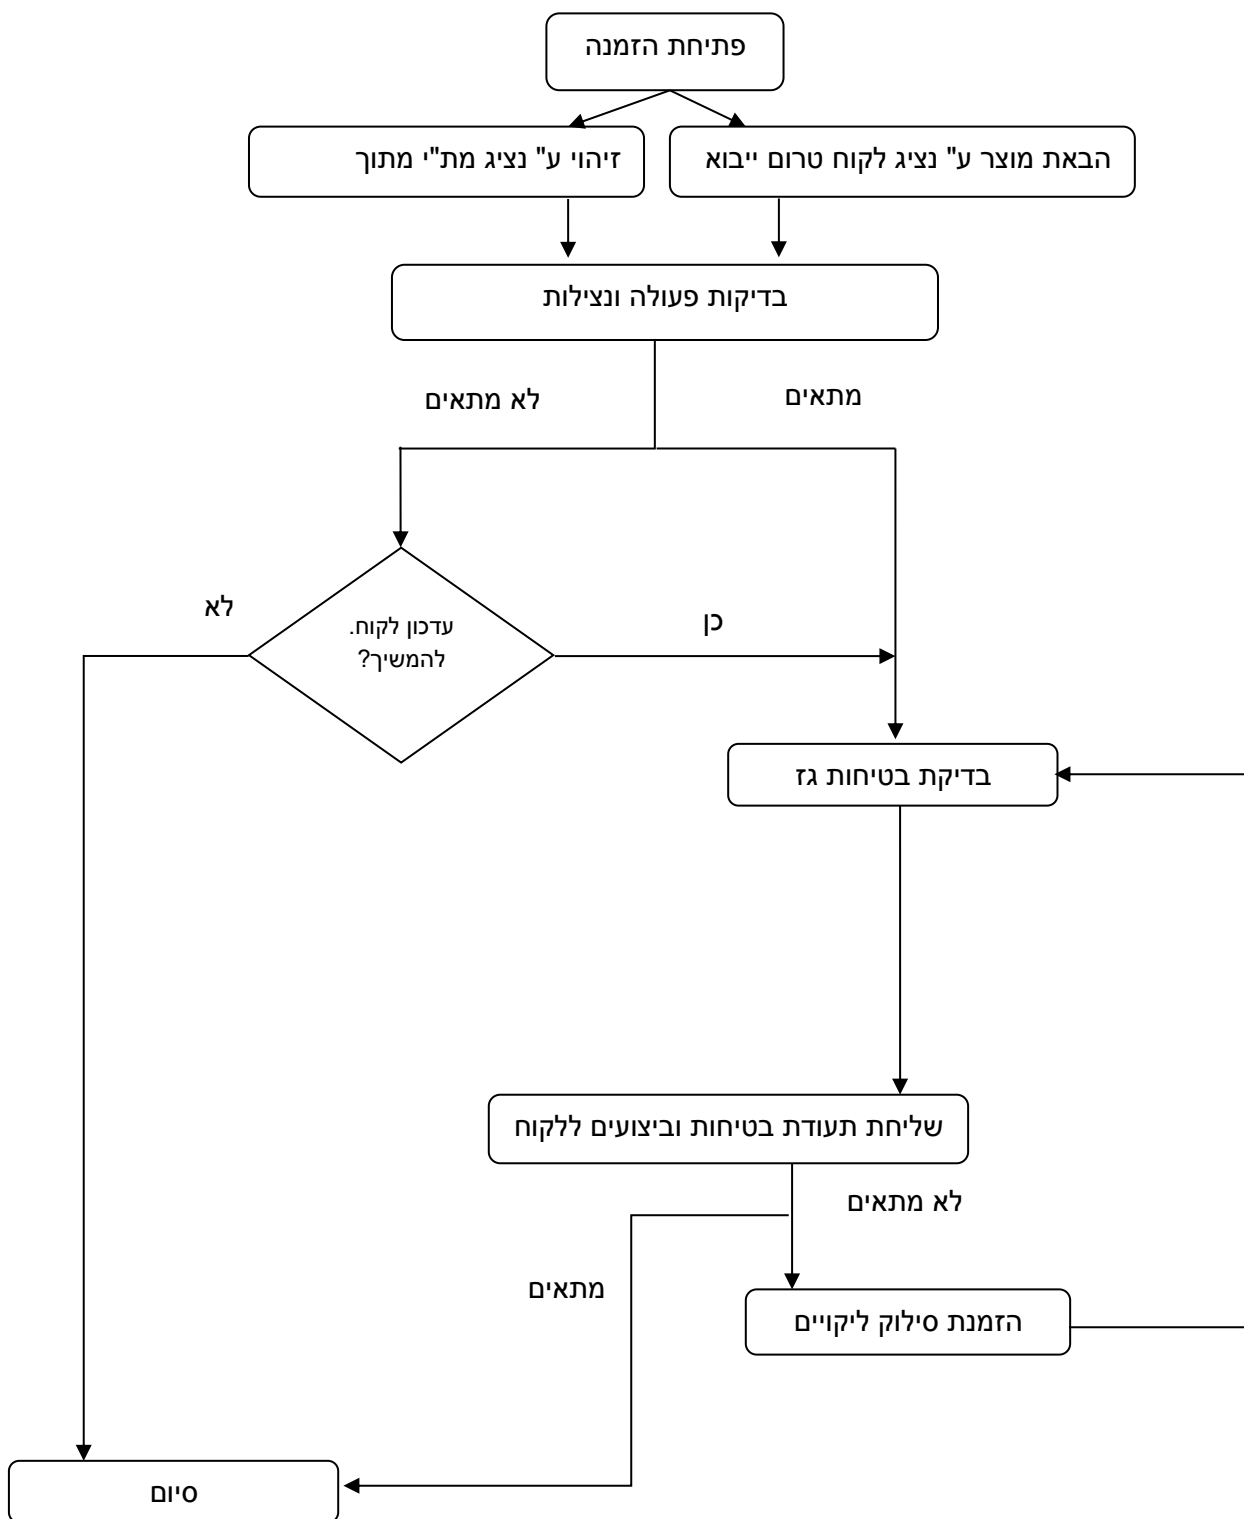 פתיחת הזמנה
הבאת מוצר ע" נציג לקוח טרום ייבוא
זיהוי ע" נציג מת"י מתוך
בדיקות פעולה ונצילות
מתאים
לא מתאים
עדכון לקוח.
להמשיך?
כן
לא
בדיקת בטיחות גז
שליחת תעודת בטיחות וביצועים ללקוח
לא מתאים
מתאים
הזמנת סילוק ליקויים
סיום